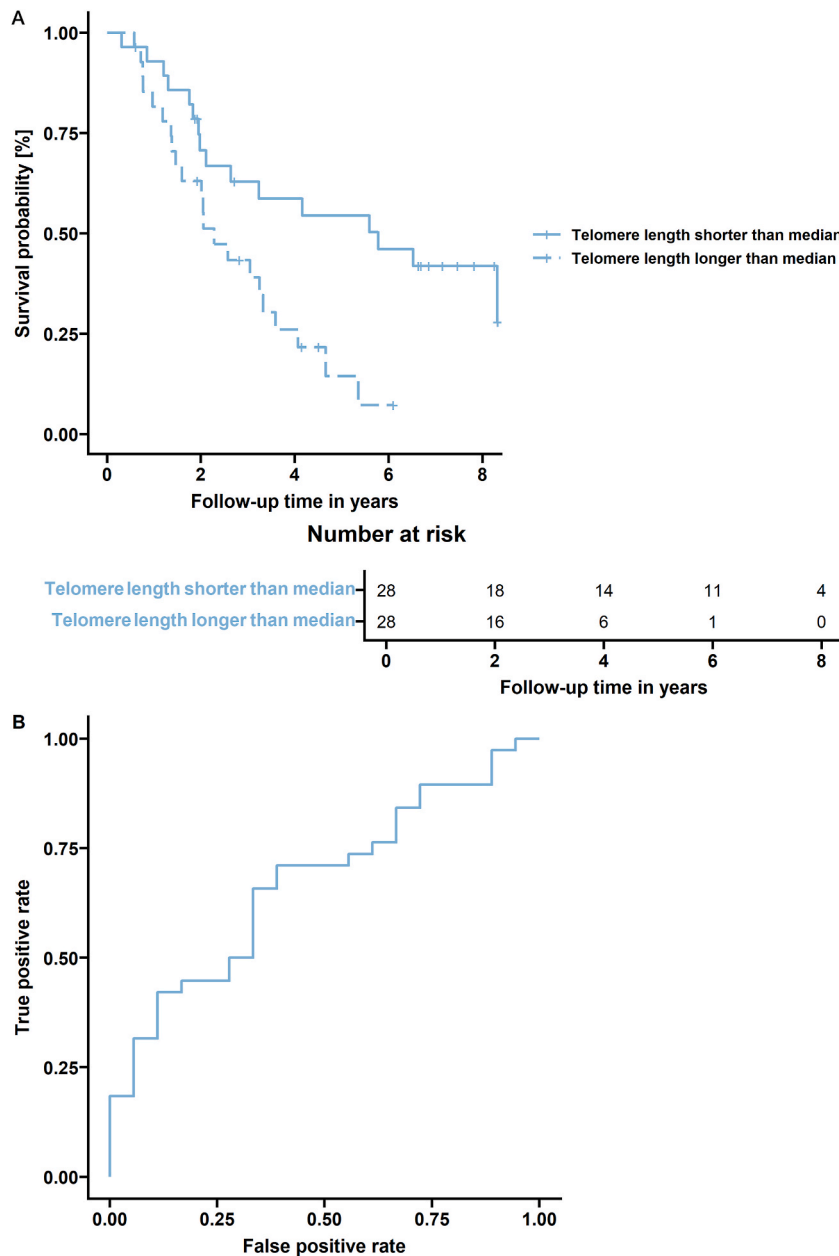 A
1.00
0.75
0.50
0.25
0.00
Survival probability [%]
0 2 4 6 8
Follow-up time in years
Telomere length shorter than median
Telomere length longer than median
Number at risk
Telomere length shorter than median 28 18 14 11 4
Telomere length longer than median 28 16 6 1 0
0 2 4 6 8
Follow-up time in years
B
1.00
0.75
0.50
0.25
0.00
True positive rate
0.00 0.25 0.50 0.75 1.00
False positive rate